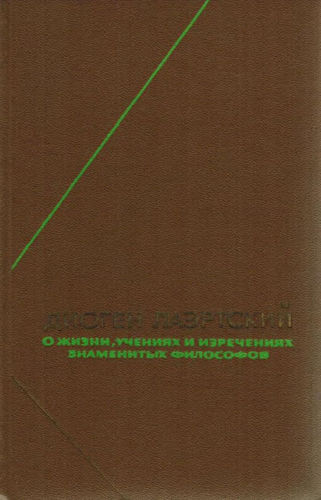 ДИОГЕН ЛАЭРТСКИЙ
О ЖИЗНИ, УЧЕНИЯХ И ИЗРЕЧЕНИЯХ
ЗНАМЕНИТЫХ ФИЛОСОФОВ